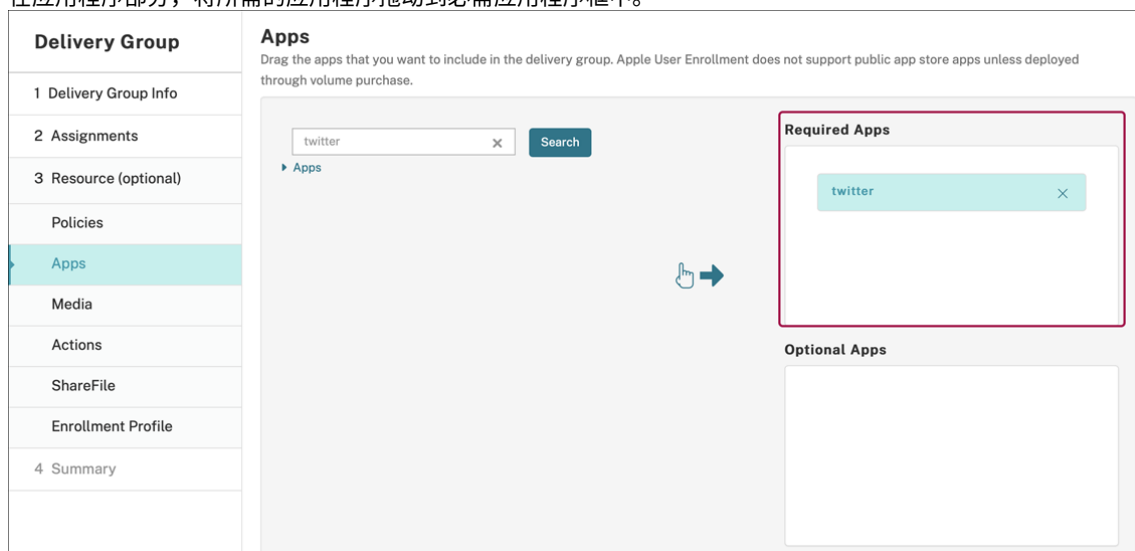 在应用程序部分，将所需的应用程序拖动到必需应用程序框中。
Delivery Group
1 Delivery Group Info
2 Assignments
3 Resource (optional)
Policies
Apps
Media
Actions
ShareFile
Enrollment Profile
4 Summary
Apps
Drag the apps that you want to include in the delivery group. Apple User Enrollment does not support public app store apps unless deployed
through volume purchase.
twitter
Search
Apps
Required Apps
twitter
Optional Apps